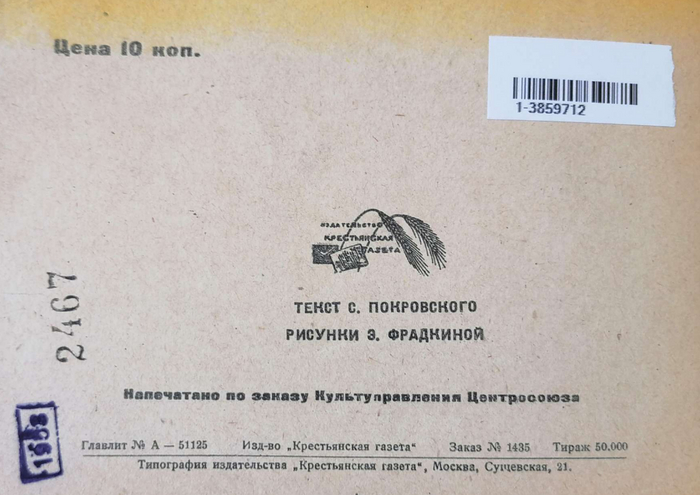 Цена 10 коп.
1-3859712
ИЗДАТЕЛЬСТВО
КРЕСТЬЯНСКАЯ
ГАЗЕТА
ТЕКСТ С. ПОКРОВСКОГО
РИСУНКИ Э. ФРАДКИНОЙ
2467
Напечатано по заказу Культуправления Центросоюза
Главлит № А — 51125 Изд-во „Крестьянская газета“ Заказ № 1435 Тираж 50.000
Типография издательства „Крестьянская газета“, Москва, Сущевская, 21.